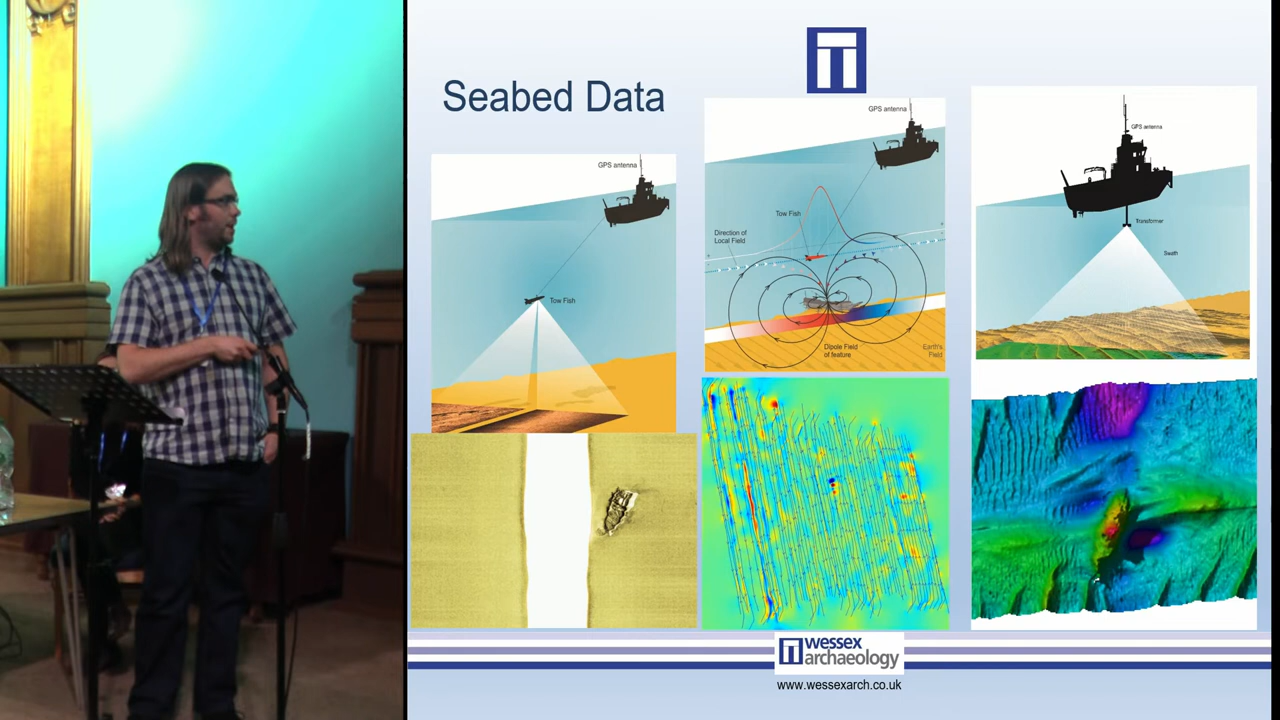 Seabed Data
GPS antenna
Tow Fish
GPS antenna
Tow Fish
Direction of
Local Field
Dipole Field
of feature
Earth's
Field
GPS antenna
Transformer
Swath
wessex
archaeology
www.wessexarch.co.uk